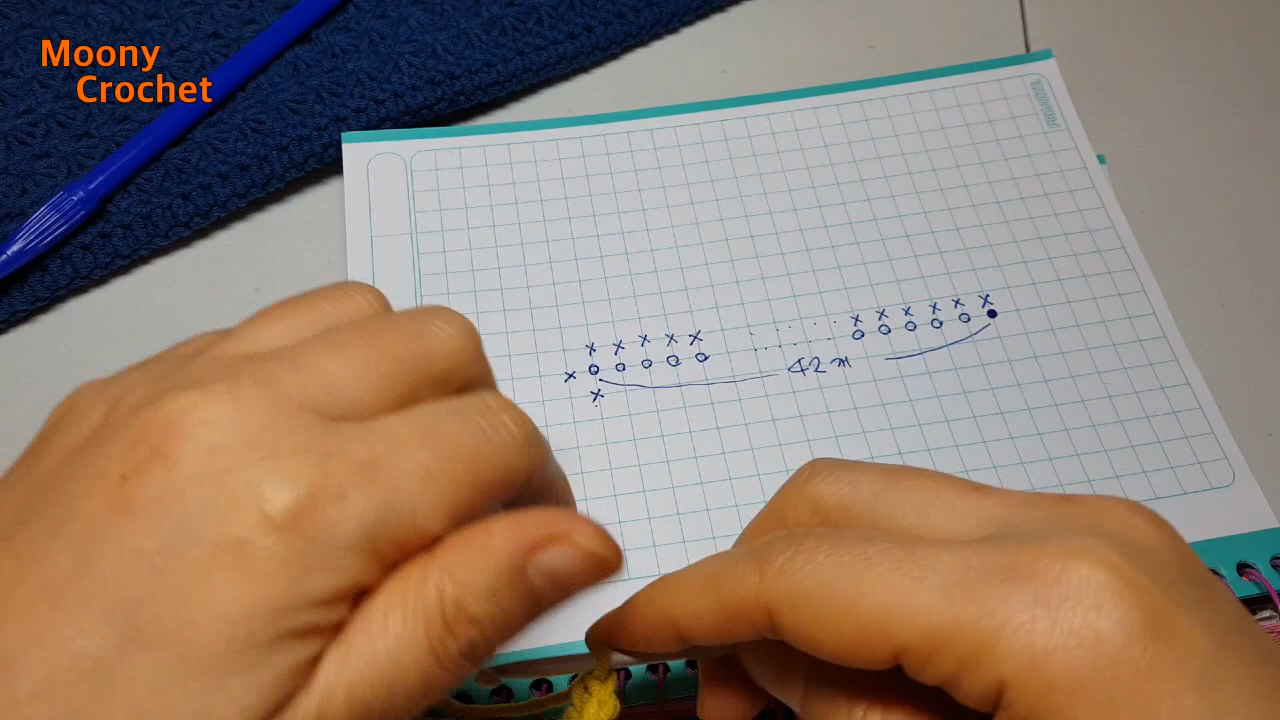 Moony
Crochet
x x x x x x
x x x x x
x
x
42 m